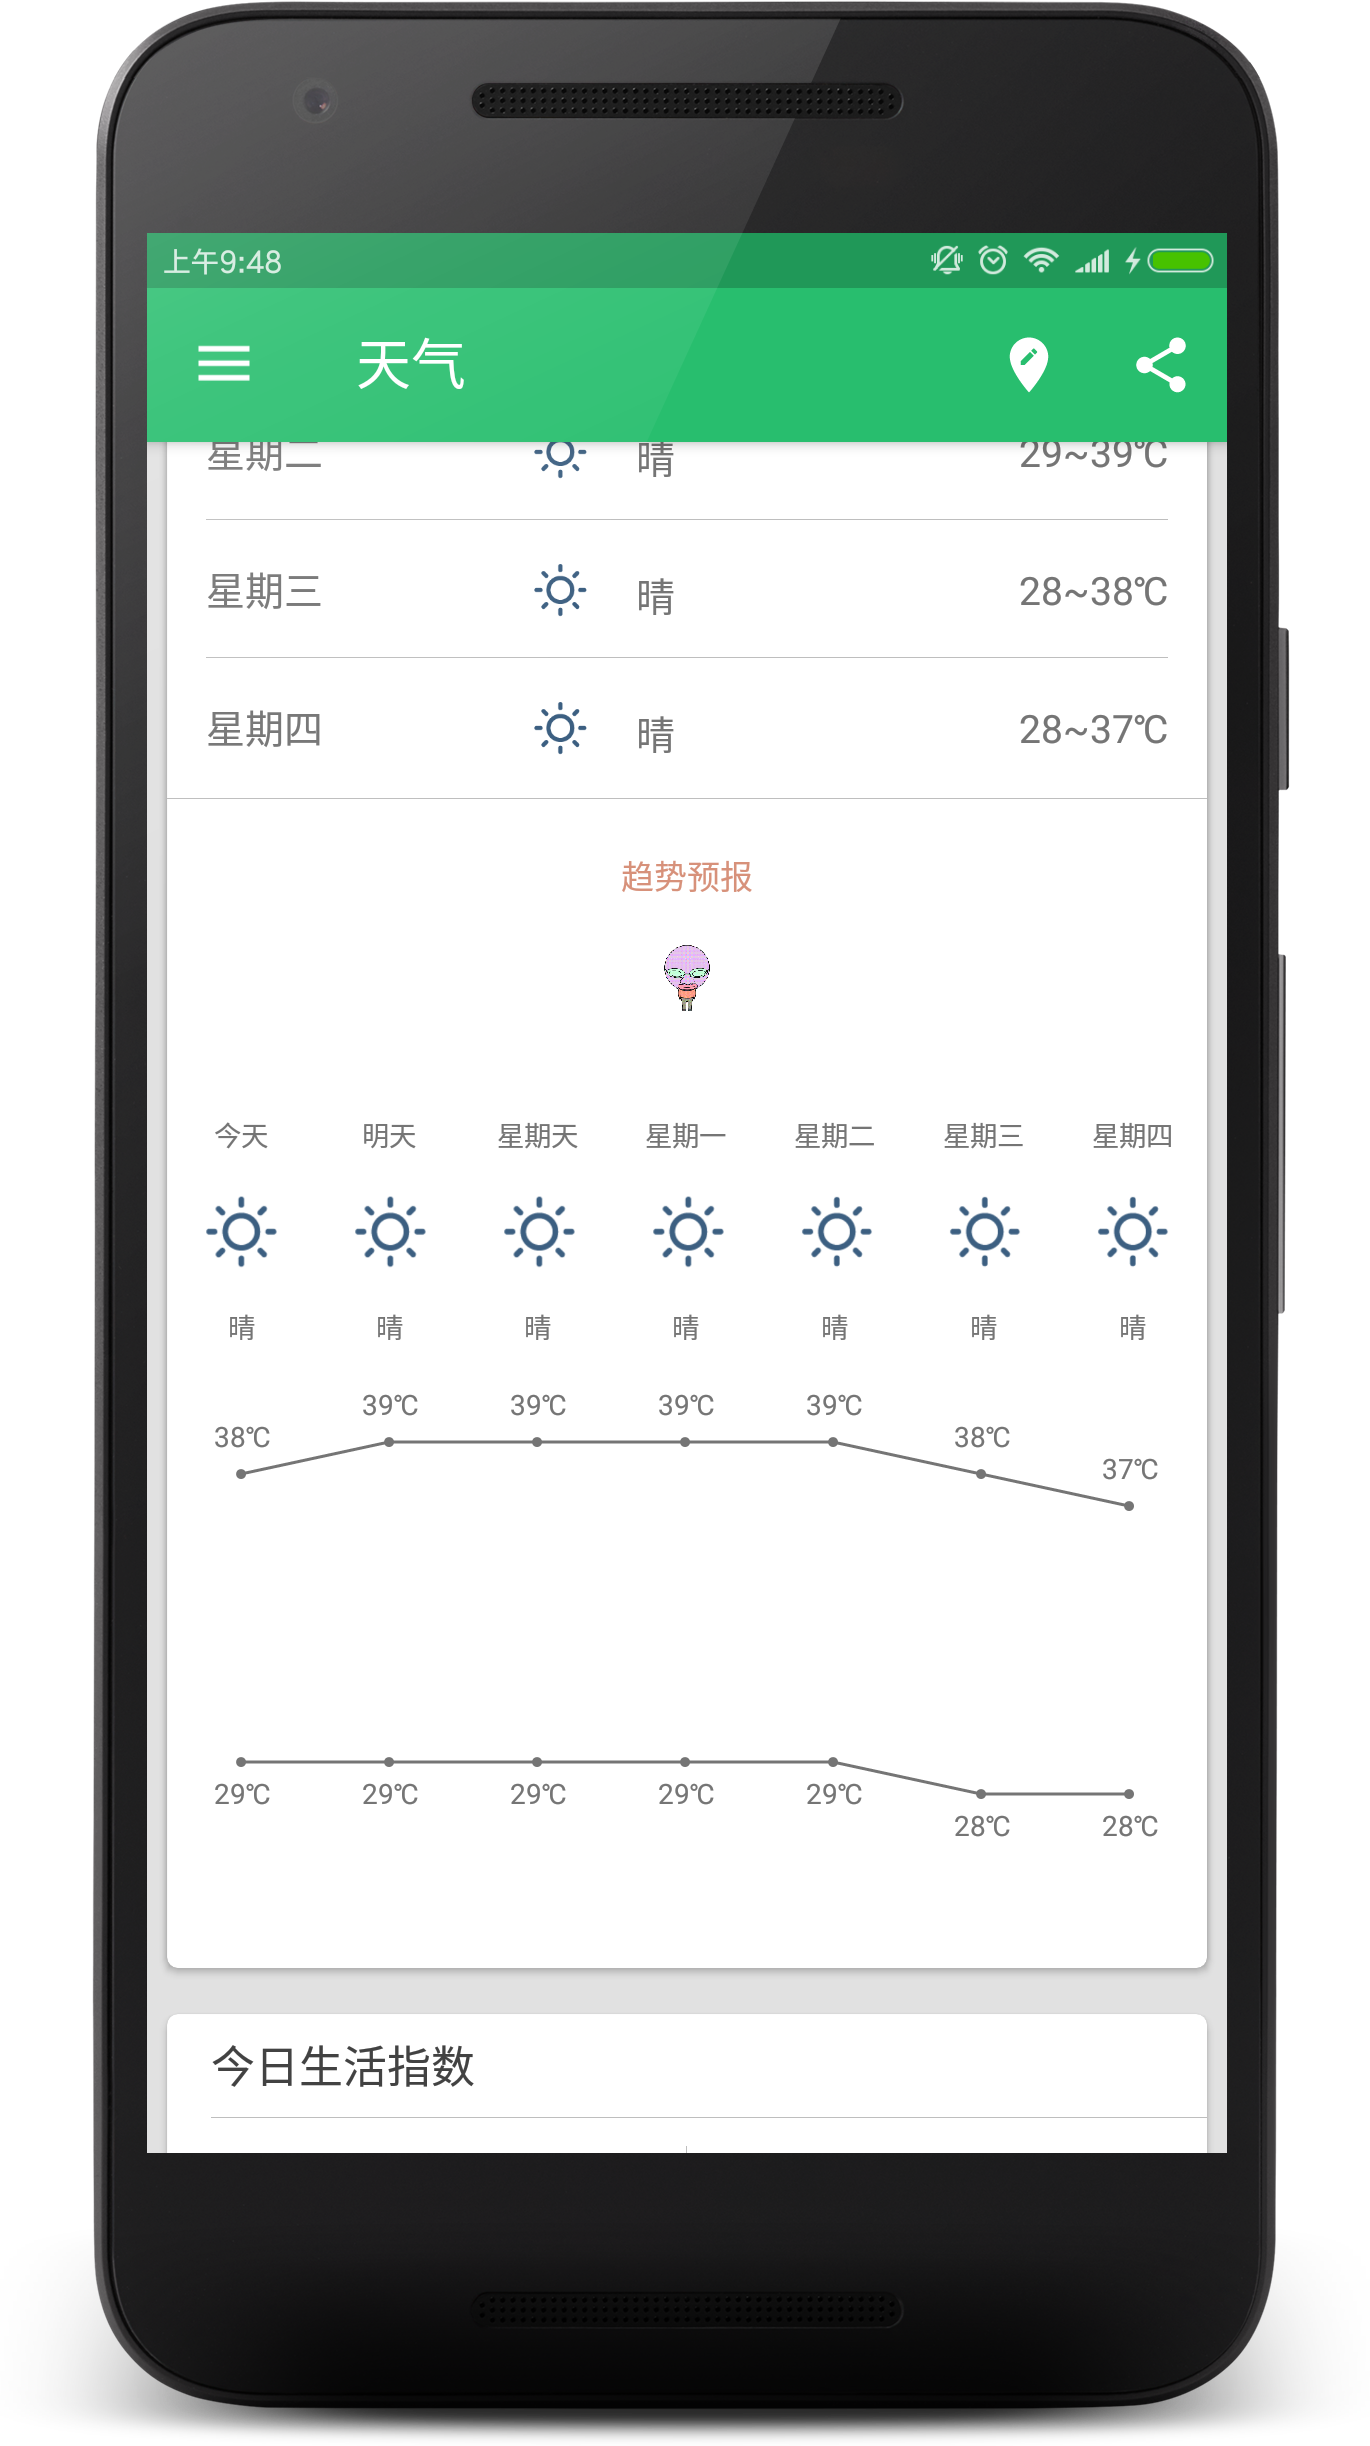 上午9:48
天气
星期二 晴 29~39℃
星期三 晴 28~38℃
星期四 晴 28~37℃
趋势预报
今天 明天 星期天 星期一 星期二 星期三 星期四
晴 晴 晴 晴 晴 晴 晴
38℃ 39℃ 39℃ 39℃ 39℃ 38℃ 37℃
29℃ 29℃ 29℃ 29℃ 29℃ 28℃ 28℃
今日生活指数